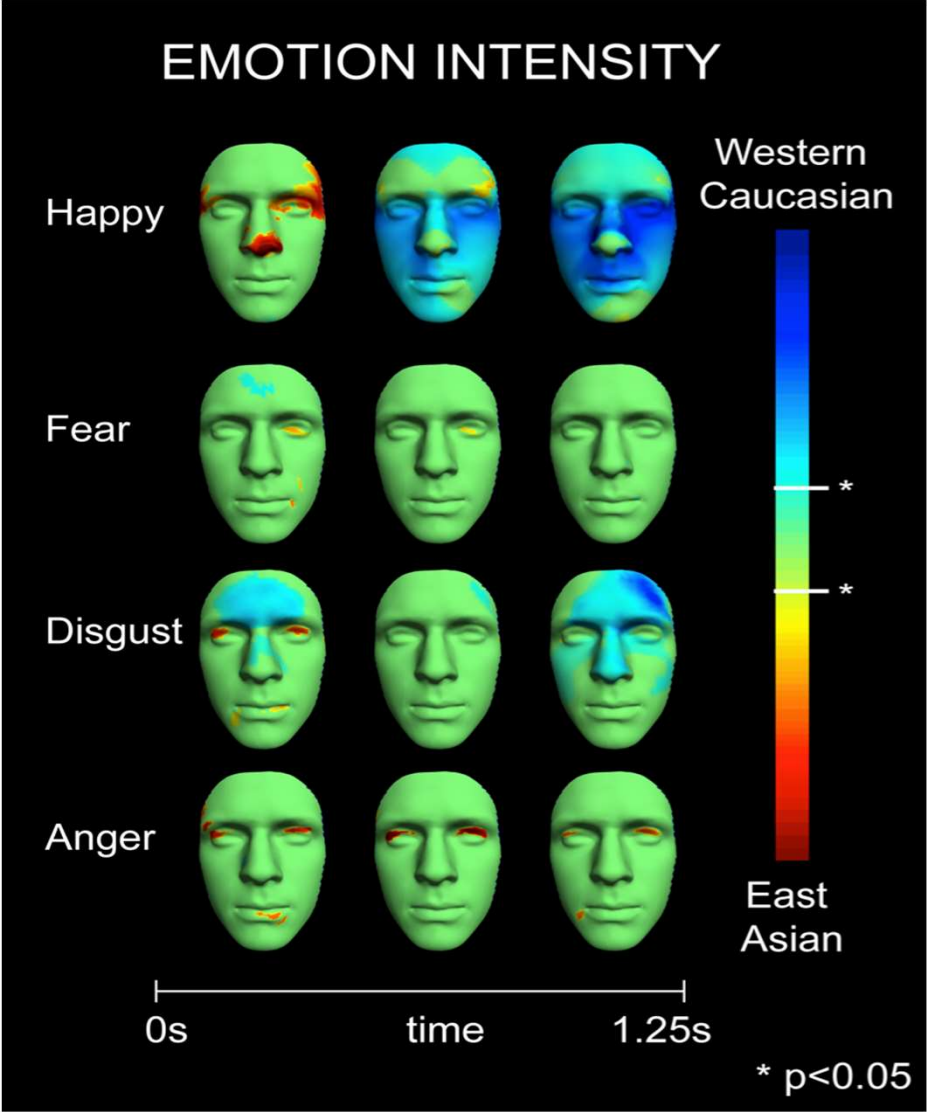 EMOTION INTENSITY
Western
Caucasian
Happy
Fear
*
*
Disgust
Anger
East
Asian
0s time 1.25s
* p<0.05